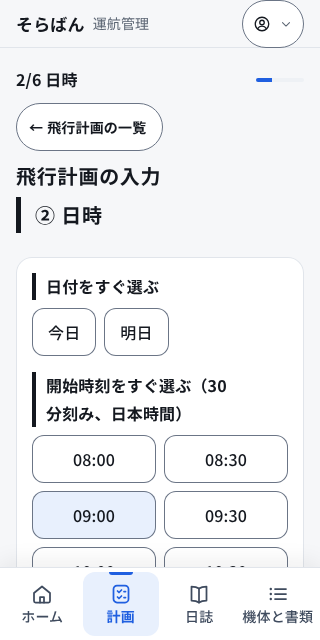 そらばん 運航管理
2/6 日時
← 飛行計画の一覧
飛行計画の入力
② 日時
日付をすぐ選ぶ
今日 明日
開始時刻をすぐ選ぶ（30
分刻み、日本時間）
08:00 08:30
09:00 09:30
ホーム 計画 日誌 機体と書類